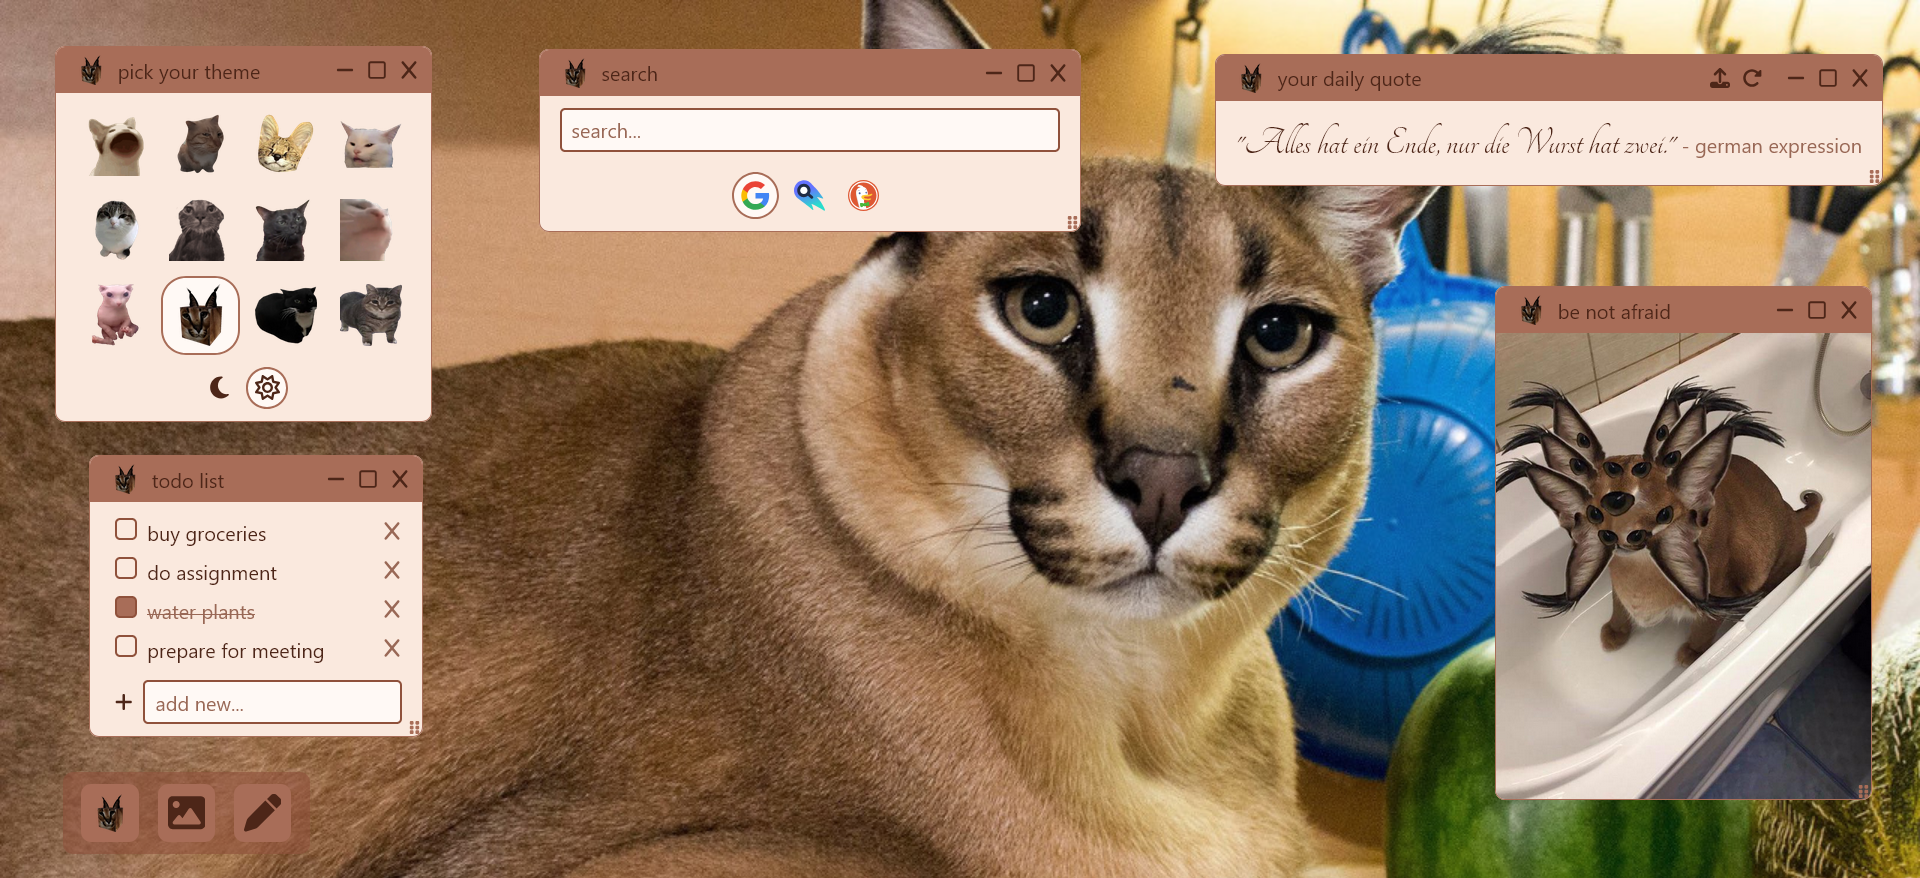 pick your theme
search
search...
your daily quote
"Alles hat ein Ende, nur die Wurst hat zwei." - german expression
be not afraid
todo list
buy groceries
do assignment
water plants
prepare for meeting
add new...